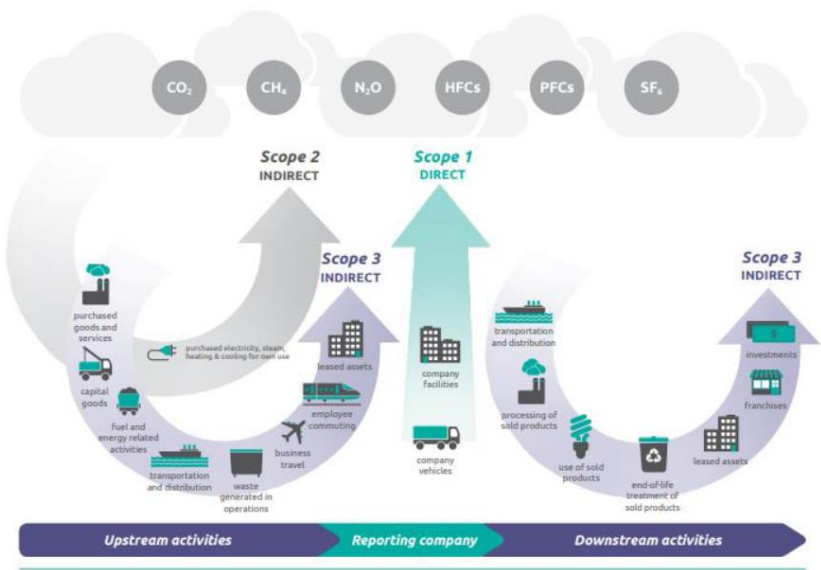 CO₂
CH₄
N₂O
HFCs
PFCs
SF₆
Scope 2
INDIRECT
Scope 1
DIRECT
Scope 3
INDIRECT
Scope 3
INDIRECT
purchased
goods and
services
capital
goods
fuel and
energy related
activities
transportation
and distribution
waste
generated in
operations
business
travel
employee
commuting
leased assets
purchased electricity, steam,
heating & cooling for own use
company
facilities
company
vehicles
transportation
and distribution
processing of
sold products
use of sold
products
end-of-life
treatment of
sold products
leased assets
franchises
$
investments
Upstream activities
Reporting company
Downstream activities